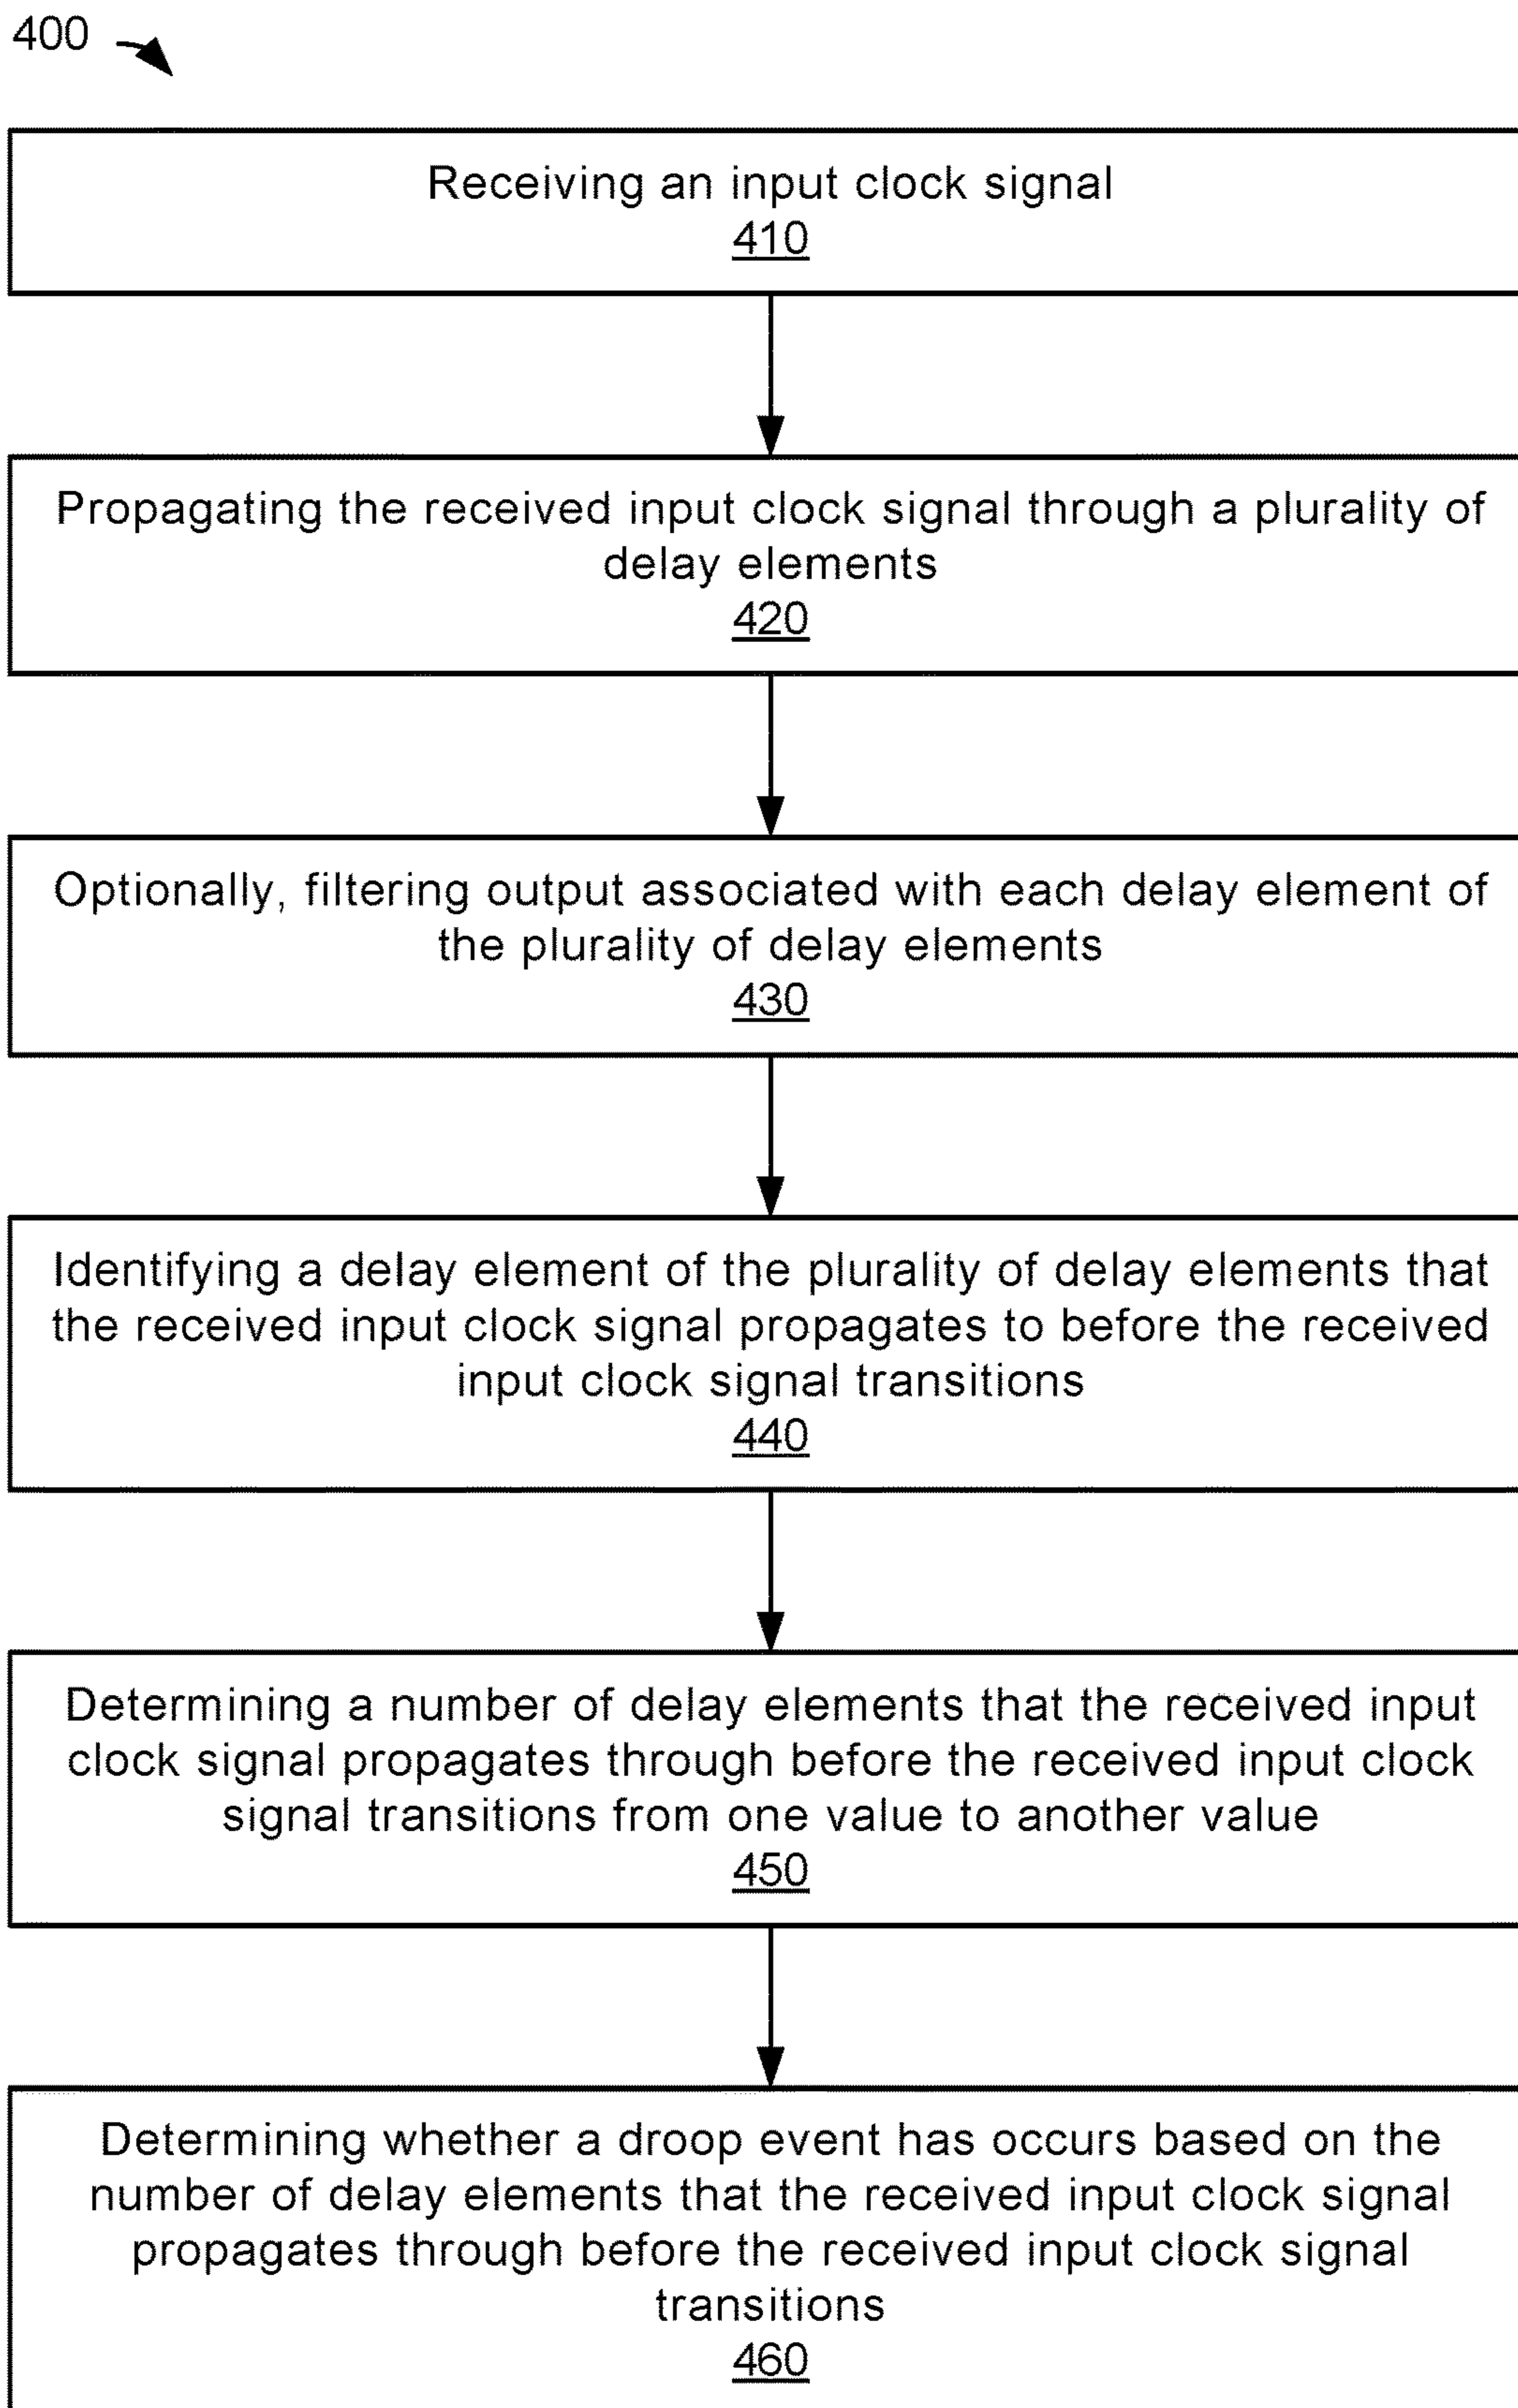 400
Receiving an input clock signal
410
Propagating the received input clock signal through a plurality of
delay elements
420
Optionally, filtering output associated with each delay element of
the plurality of delay elements
430
Identifying a delay element of the plurality of delay elements that
the received input clock signal propagates to before the received
input clock signal transitions
440
Determining a number of delay elements that the received input
clock signal propagates through before the received input clock
signal transitions from one value to another value
450
Determining whether a droop event has occurs based on the
number of delay elements that the received input clock signal
propagates through before the received input clock signal
transitions
460